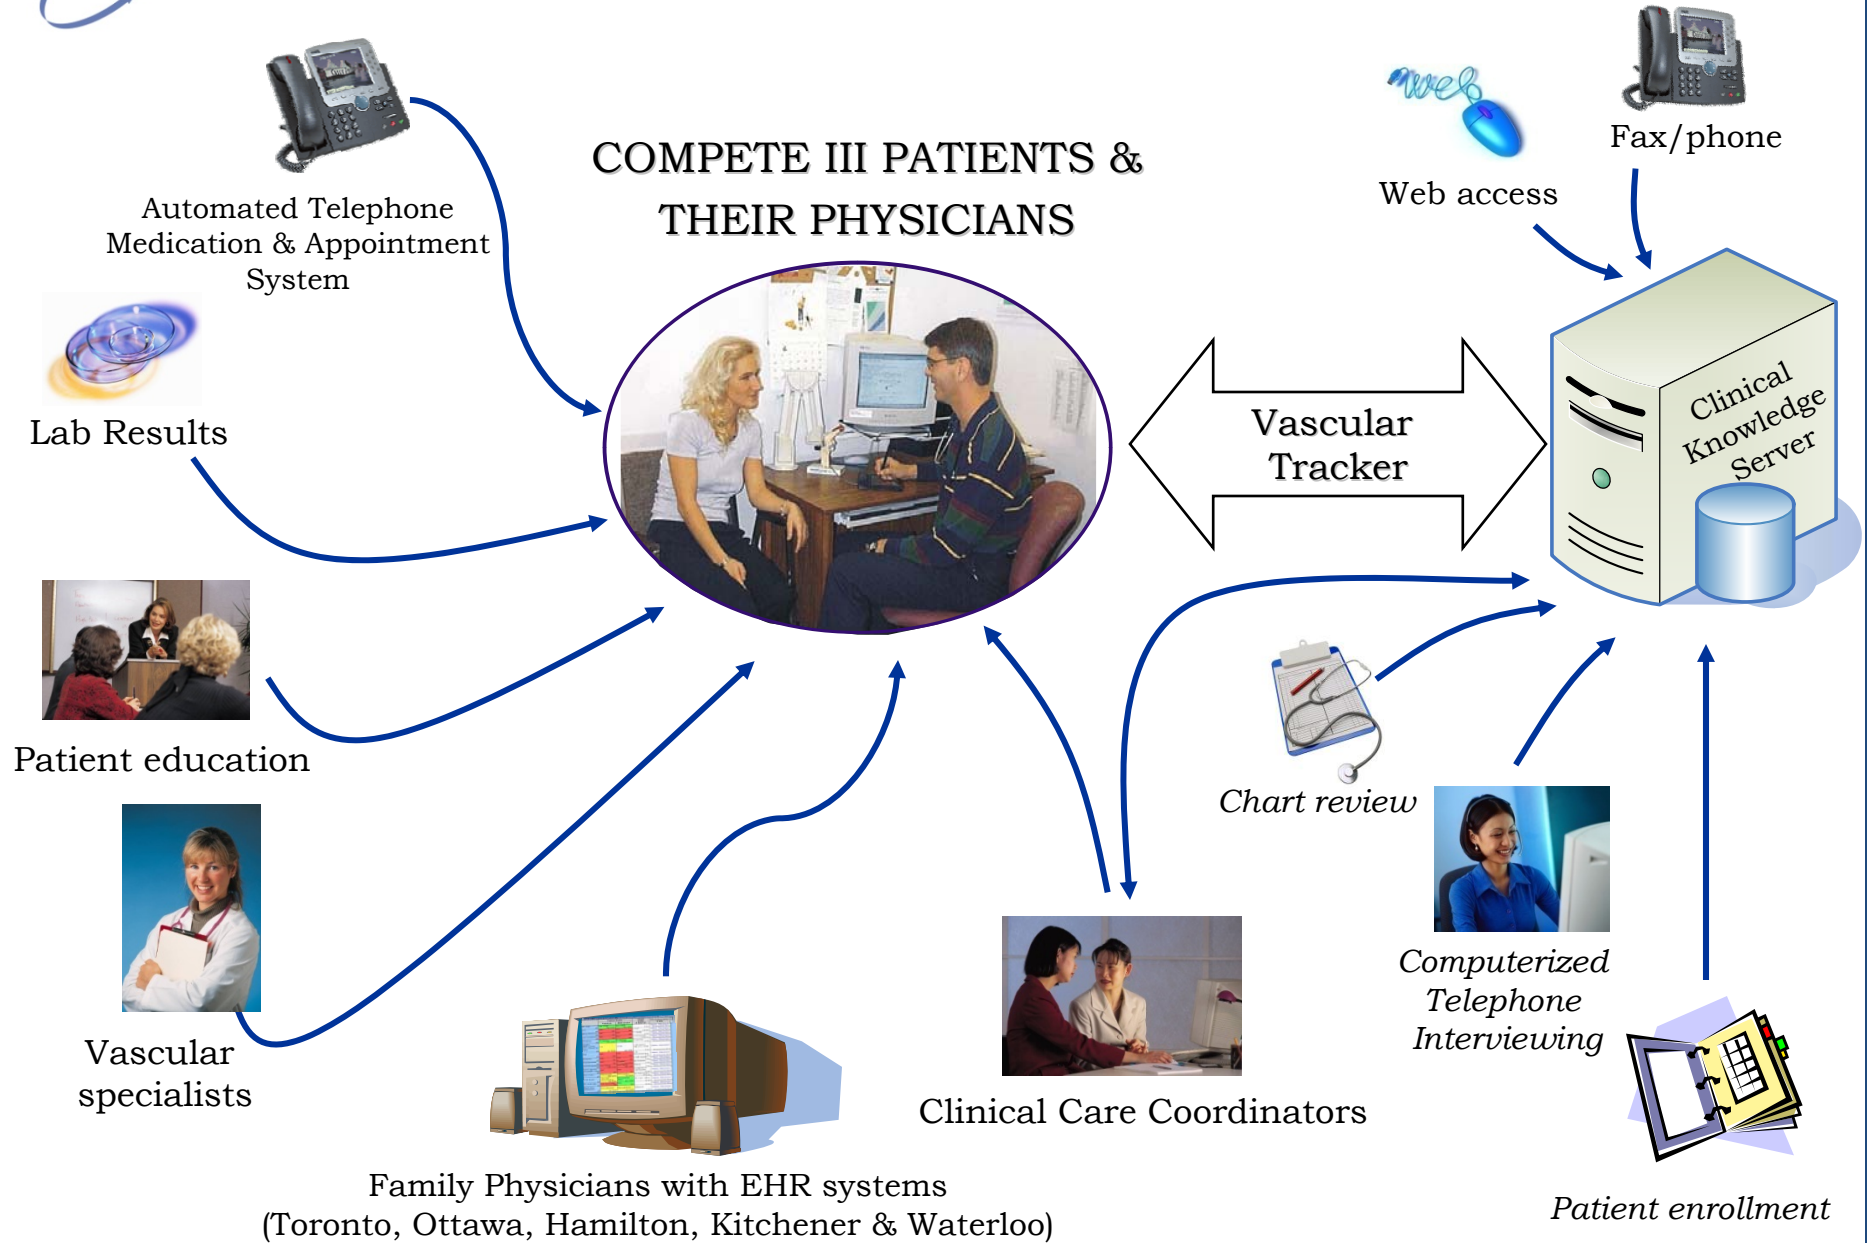 Fax/phone
Web access
COMPETE III PATIENTS &
THEIR PHYSICIANS
Automated Telephone
Medication & Appointment
System
Lab Results
Vascular
Tracker
Clinical
Knowledge
Server
Patient education
Chart review
Computerized
Telephone
Interviewing
Vascular
specialists
Clinical Care Coordinators
Family Physicians with EHR systems
(Toronto, Ottawa, Hamilton, Kitchener & Waterloo)
Patient enrollment
web